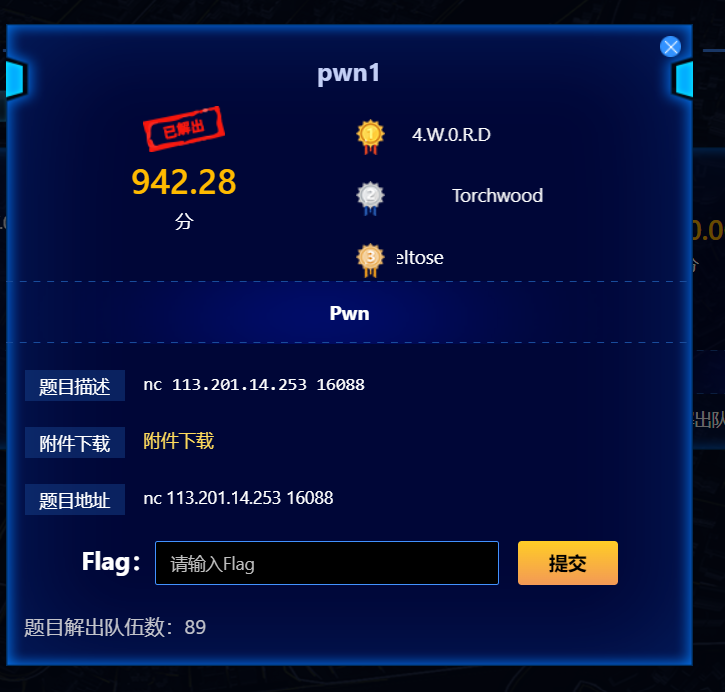 pwn1
已解出
942.28
分
1
4.W.0.R.D
2
Torchwood
3
eltose
Pwn
题目描述
nc 113.201.14.253 16088
附件下载
附件下载
题目地址
nc 113.201.14.253 16088
Flag：
请输入Flag
提交
题目解出队伍数：89